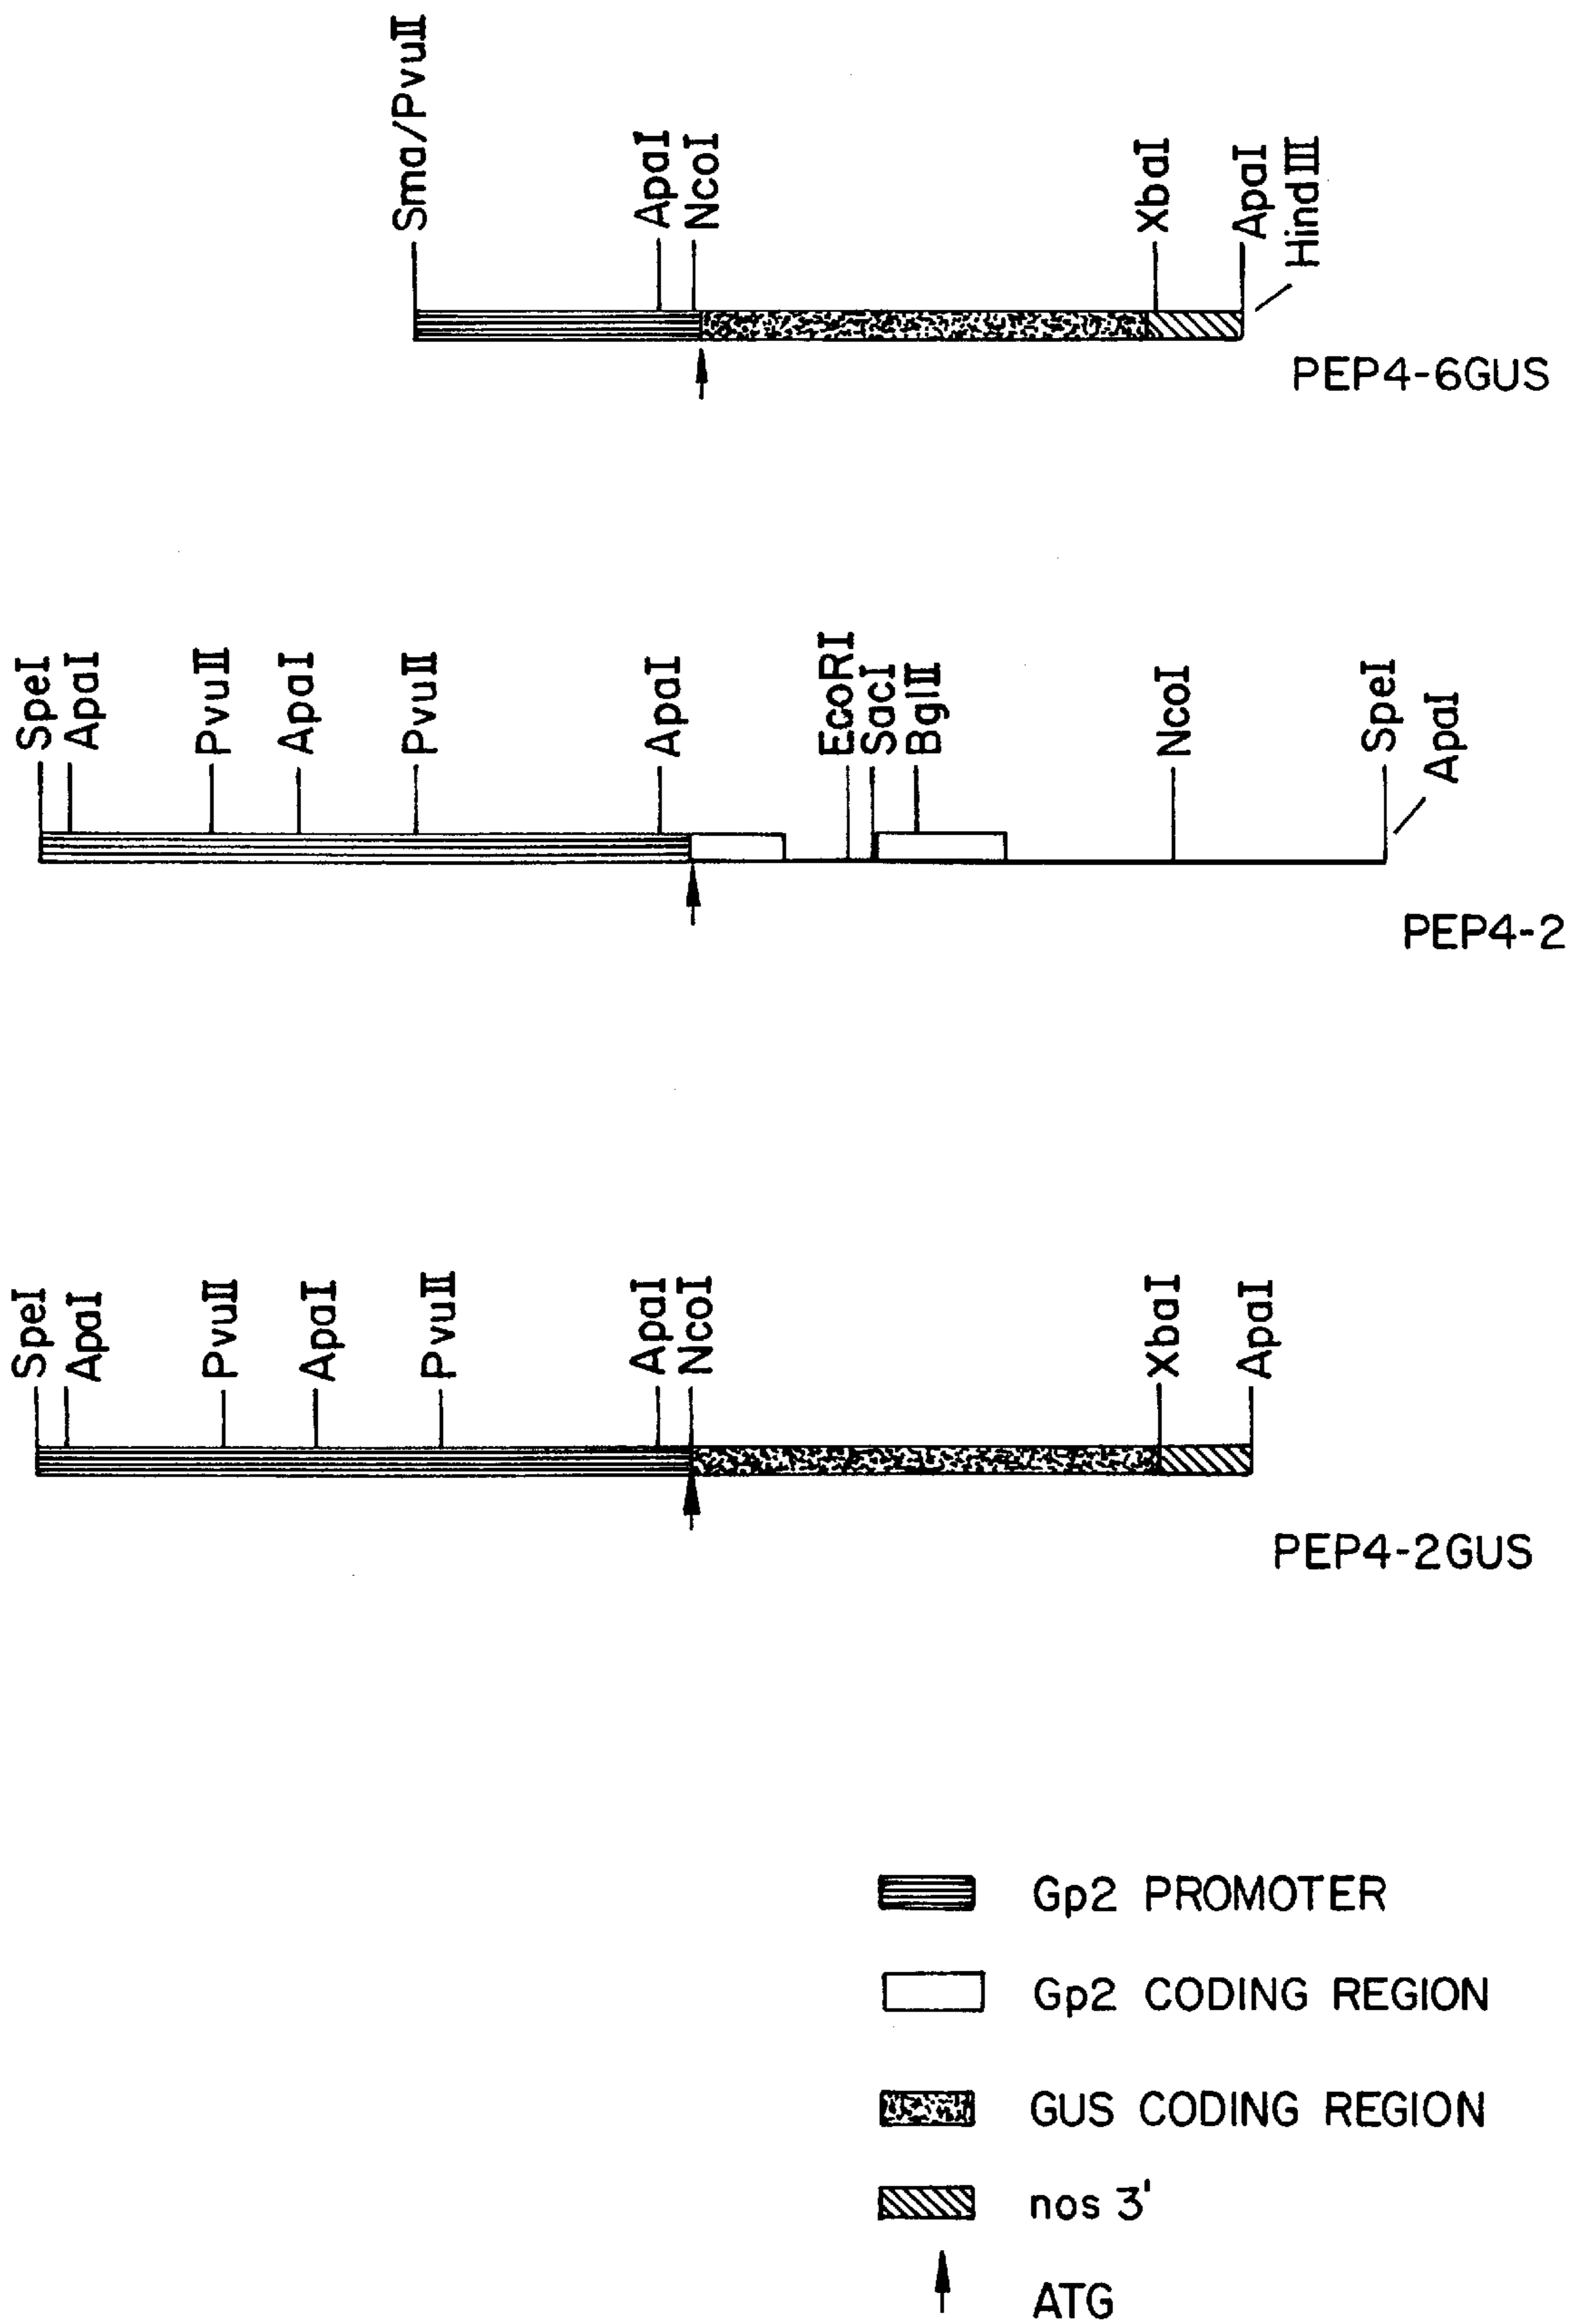 Sma/PvuII
ApaI
NcoI
XbaI
ApaI
HindIII
PEP4-6GUS
SpeI
ApaI
PvuII
ApaI
PvuII
ApaI
EcoRI
SacI
BglII
NcoI
SpeI
ApaI
PEP4-2
SpeI
ApaI
PvuII
ApaI
PvuII
ApaI
NcoI
XbaI
ApaI
PEP4-2GUS
Gp2 PROMOTER
Gp2 CODING REGION
GUS CODING REGION
nos 3'
ATG